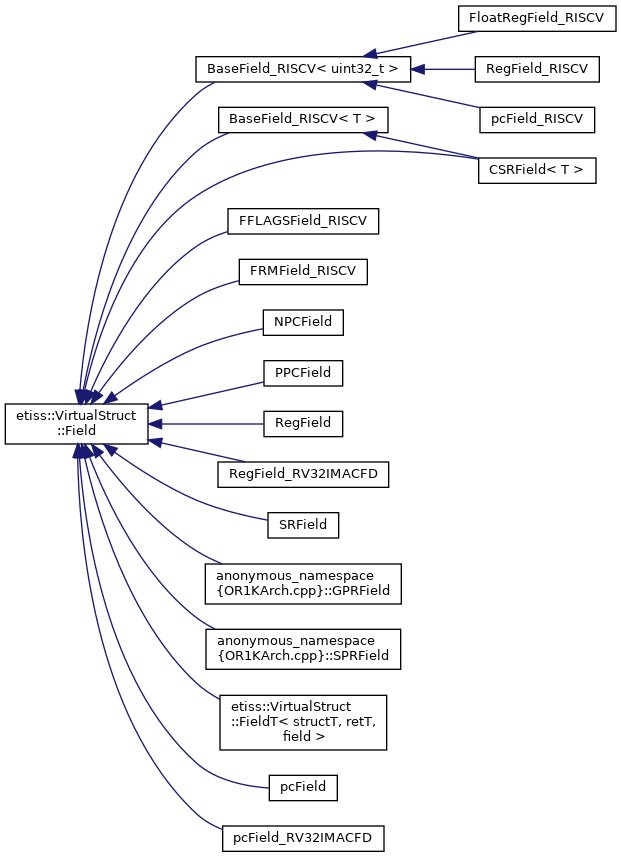 FloatRegField_RISCV
BaseField_RISCV< uint32_t >
RegField_RISCV
pcField_RISCV
BaseField_RISCV< T >
CSRField< T >
FFLAGSField_RISCV
FRMField_RISCV
NPCField
PPCField
etiss::VirtualStruct
::Field
RegField
RegField_RV32IMACFD
SRField
anonymous_namespace
{OR1KArch.cpp}::GPRField
anonymous_namespace
{OR1KArch.cpp}::SPRField
etiss::VirtualStruct
::FieldT< structT, retT,
field >
pcField
pcField_RV32IMACFD